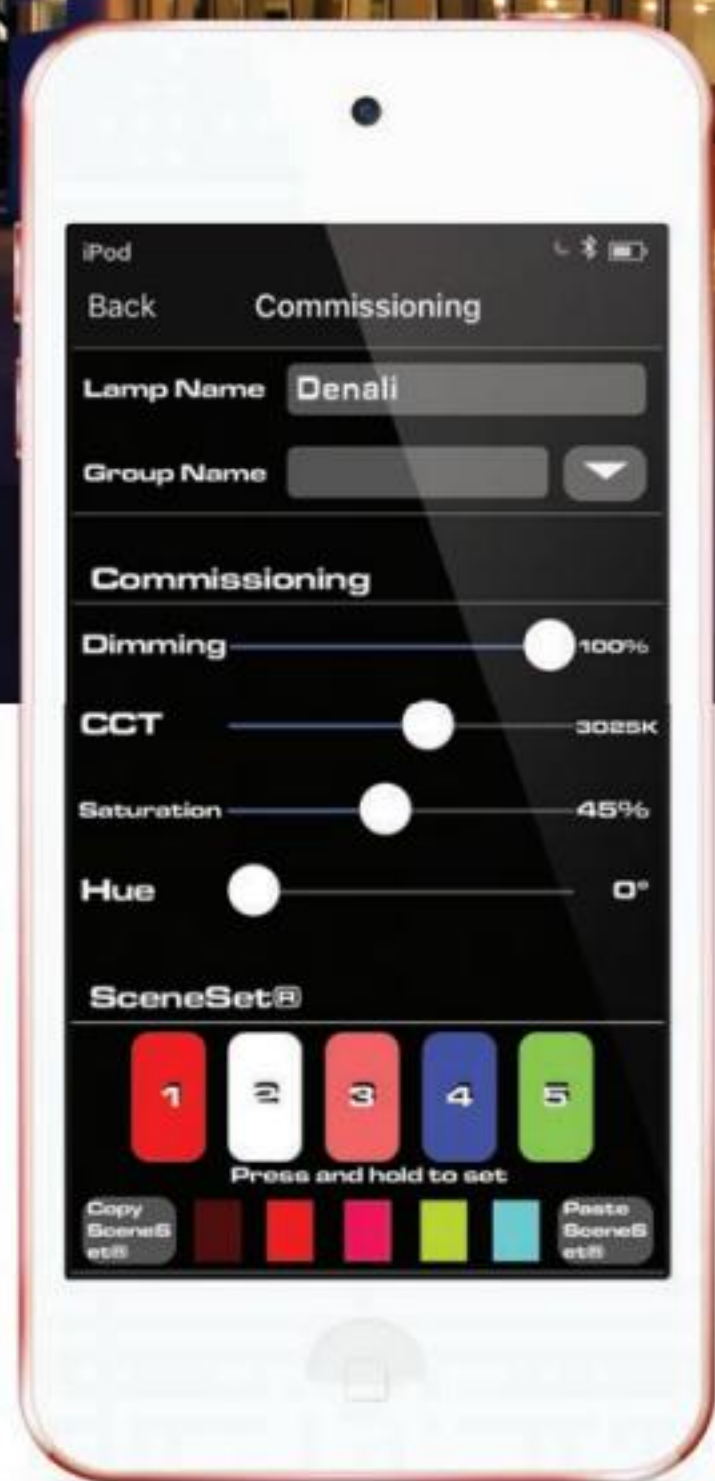 iPod
Back Commissioning
Lamp Name Denali
Group Name
Commissioning
Dimming 100%
CCT 3025K
Saturation 45%
Hue 0°
SceneSet®
1 2 3 4 5
Press and hold to set
Copy
SceneS
et®
Paste
SceneS
et®